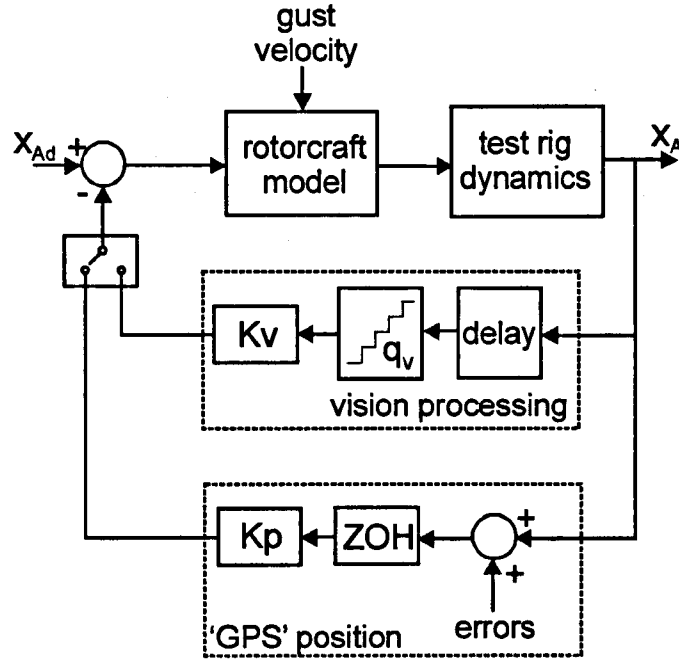 gust
velocity
X_Ad
+
-
rotorcraft
model
test rig
dynamics
X_A
Kv
q_v
delay
vision processing
Kp
ZOH
+
+
errors
'GPS' position